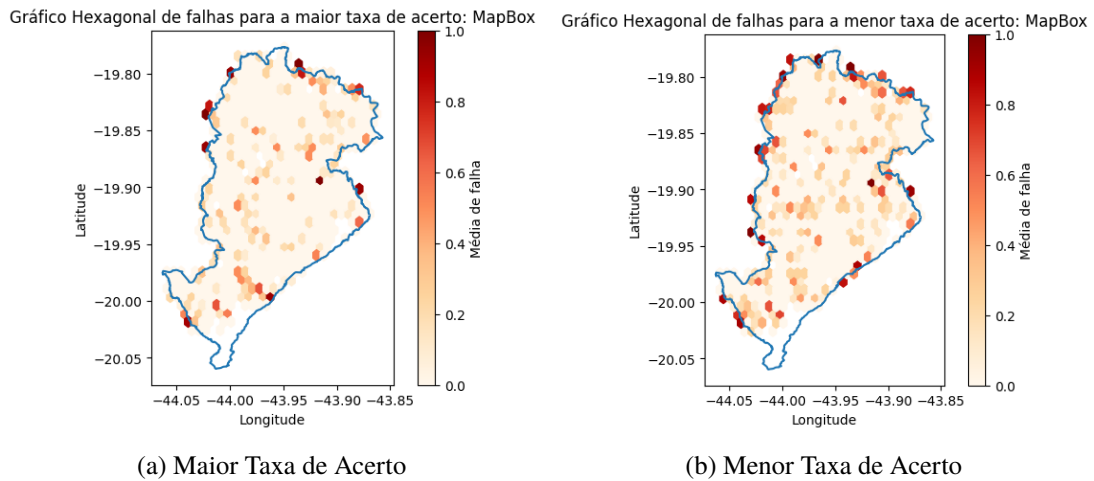 Gráfico Hexagonal de falhas para a maior taxa de acerto: MapBox
−19.80
−19.85
−19.90
−19.95
−20.00
−20.05
Latitude
−44.05 −44.00 −43.95 −43.90 −43.85
Longitude
1.0
0.8
0.6
0.4
0.2
0.0
Média de falha
(a) Maior Taxa de Acerto
Gráfico Hexagonal de falhas para a menor taxa de acerto: MapBox
−19.80
−19.85
−19.90
−19.95
−20.00
−20.05
Latitude
−44.05 −44.00 −43.95 −43.90 −43.85
Longitude
1.0
0.8
0.6
0.4
0.2
0.0
Média de falha
(b) Menor Taxa de Acerto